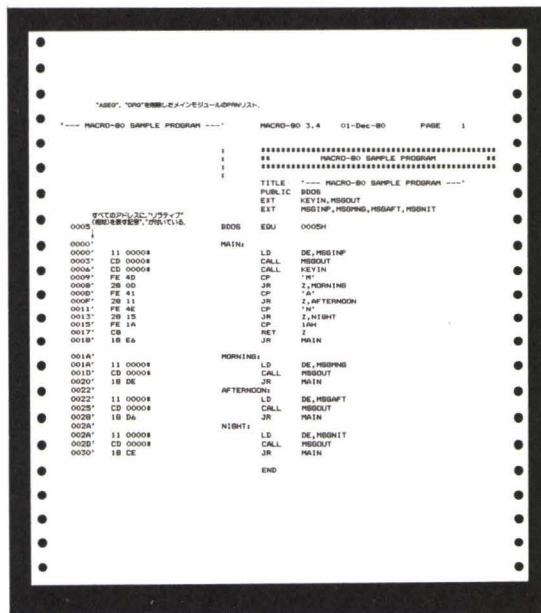 "ASEG"，"ORG"を削除したメインモジュールのPRNリスト．
'--- MACRO-80 SAMPLE PROGRAM ---' MACRO-80 3.4 01-Dec-80 PAGE 1
; ****************************************
; ** MACRO-80 SAMPLE PROGRAM **
; ****************************************
;
TITLE '--- MACRO-80 SAMPLE PROGRAM ---'
PUBLIC BDOS
EXT KEYIN,MSGOUT
EXT MSGINP,MSGMNG,MSGAFT,MSGNIT
すべてのアドレスに，"リラティブ"
(相対)を表す記号"'"が付いている．
0005 BDOS EQU 0005H
0000' MAIN:
0000' 11 0000* LD DE,MSGINP
0003' CD 0000* CALL MSGOUT
0006' CD 0000* CALL KEYIN
0009' FE 4D CP 'M'
000B' 28 0D JR Z,MORNING
000D' FE 41 CP 'A'
000F' 28 11 JR Z,AFTERNOON
0011' FE 4E CP 'N'
0013' 28 15 JR Z,NIGHT
0015' FE 1A CP 1AH
0017' C8 RET Z
0018' 18 E6 JR MAIN
001A' MORNING:
001A' 11 0000* LD DE,MSGMNG
001D' CD 0000* CALL MSGOUT
0020' 18 DE JR MAIN
0022' AFTERNOON:
0022' 11 0000* LD DE,MSGAFT
0025' CD 0000* CALL MSGOUT
0028' 18 D6 JR MAIN
002A' NIGHT:
002A' 11 0000* LD DE,MSGNIT
002D' CD 0000* CALL MSGOUT
0030' 18 CE JR MAIN
END